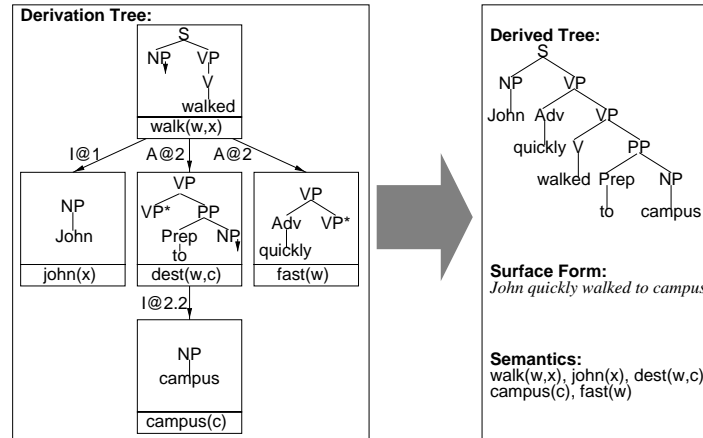 Derivation Tree:
S
NP VP
V
walked
walk(w,x)
I@1 A@2 A@2
NP
John
john(x)
VP
VP* PP
Prep NP
to
dest(w,c)
VP
Adv VP*
quickly
fast(w)
I@2.2
NP
campus
campus(c)
Derived Tree:
S
NP VP
John Adv VP
quickly V PP
walked Prep NP
to campus
Surface Form:
John quickly walked to campus
Semantics:
walk(w,x), john(x), dest(w,c)
campus(c), fast(w)